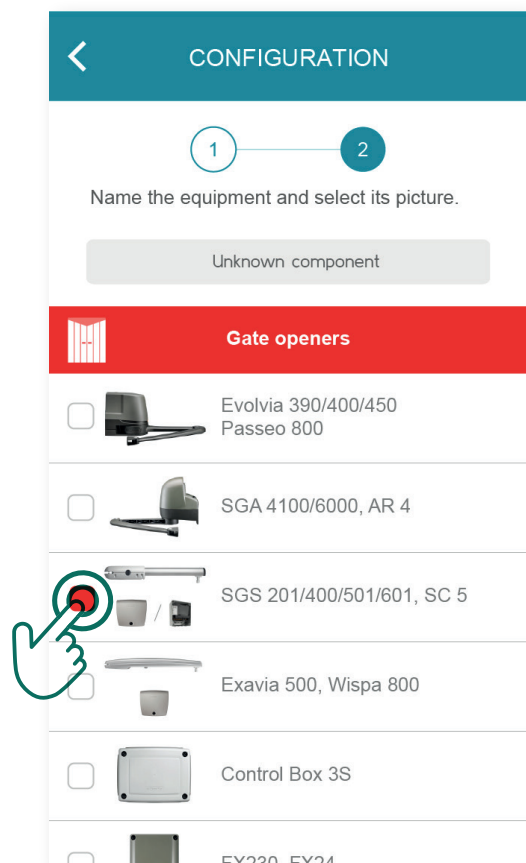 CONFIGURATION
1
2
Name the equipment and select its picture.
Unknown component
Gate openers
Evolvia 390/400/450
Passeo 800
SGA 4100/6000, AR 4
SGS 201/400/501/601, SC 5
/
Exavia 500, Wispa 800
Control Box 3S
FX230, FX24